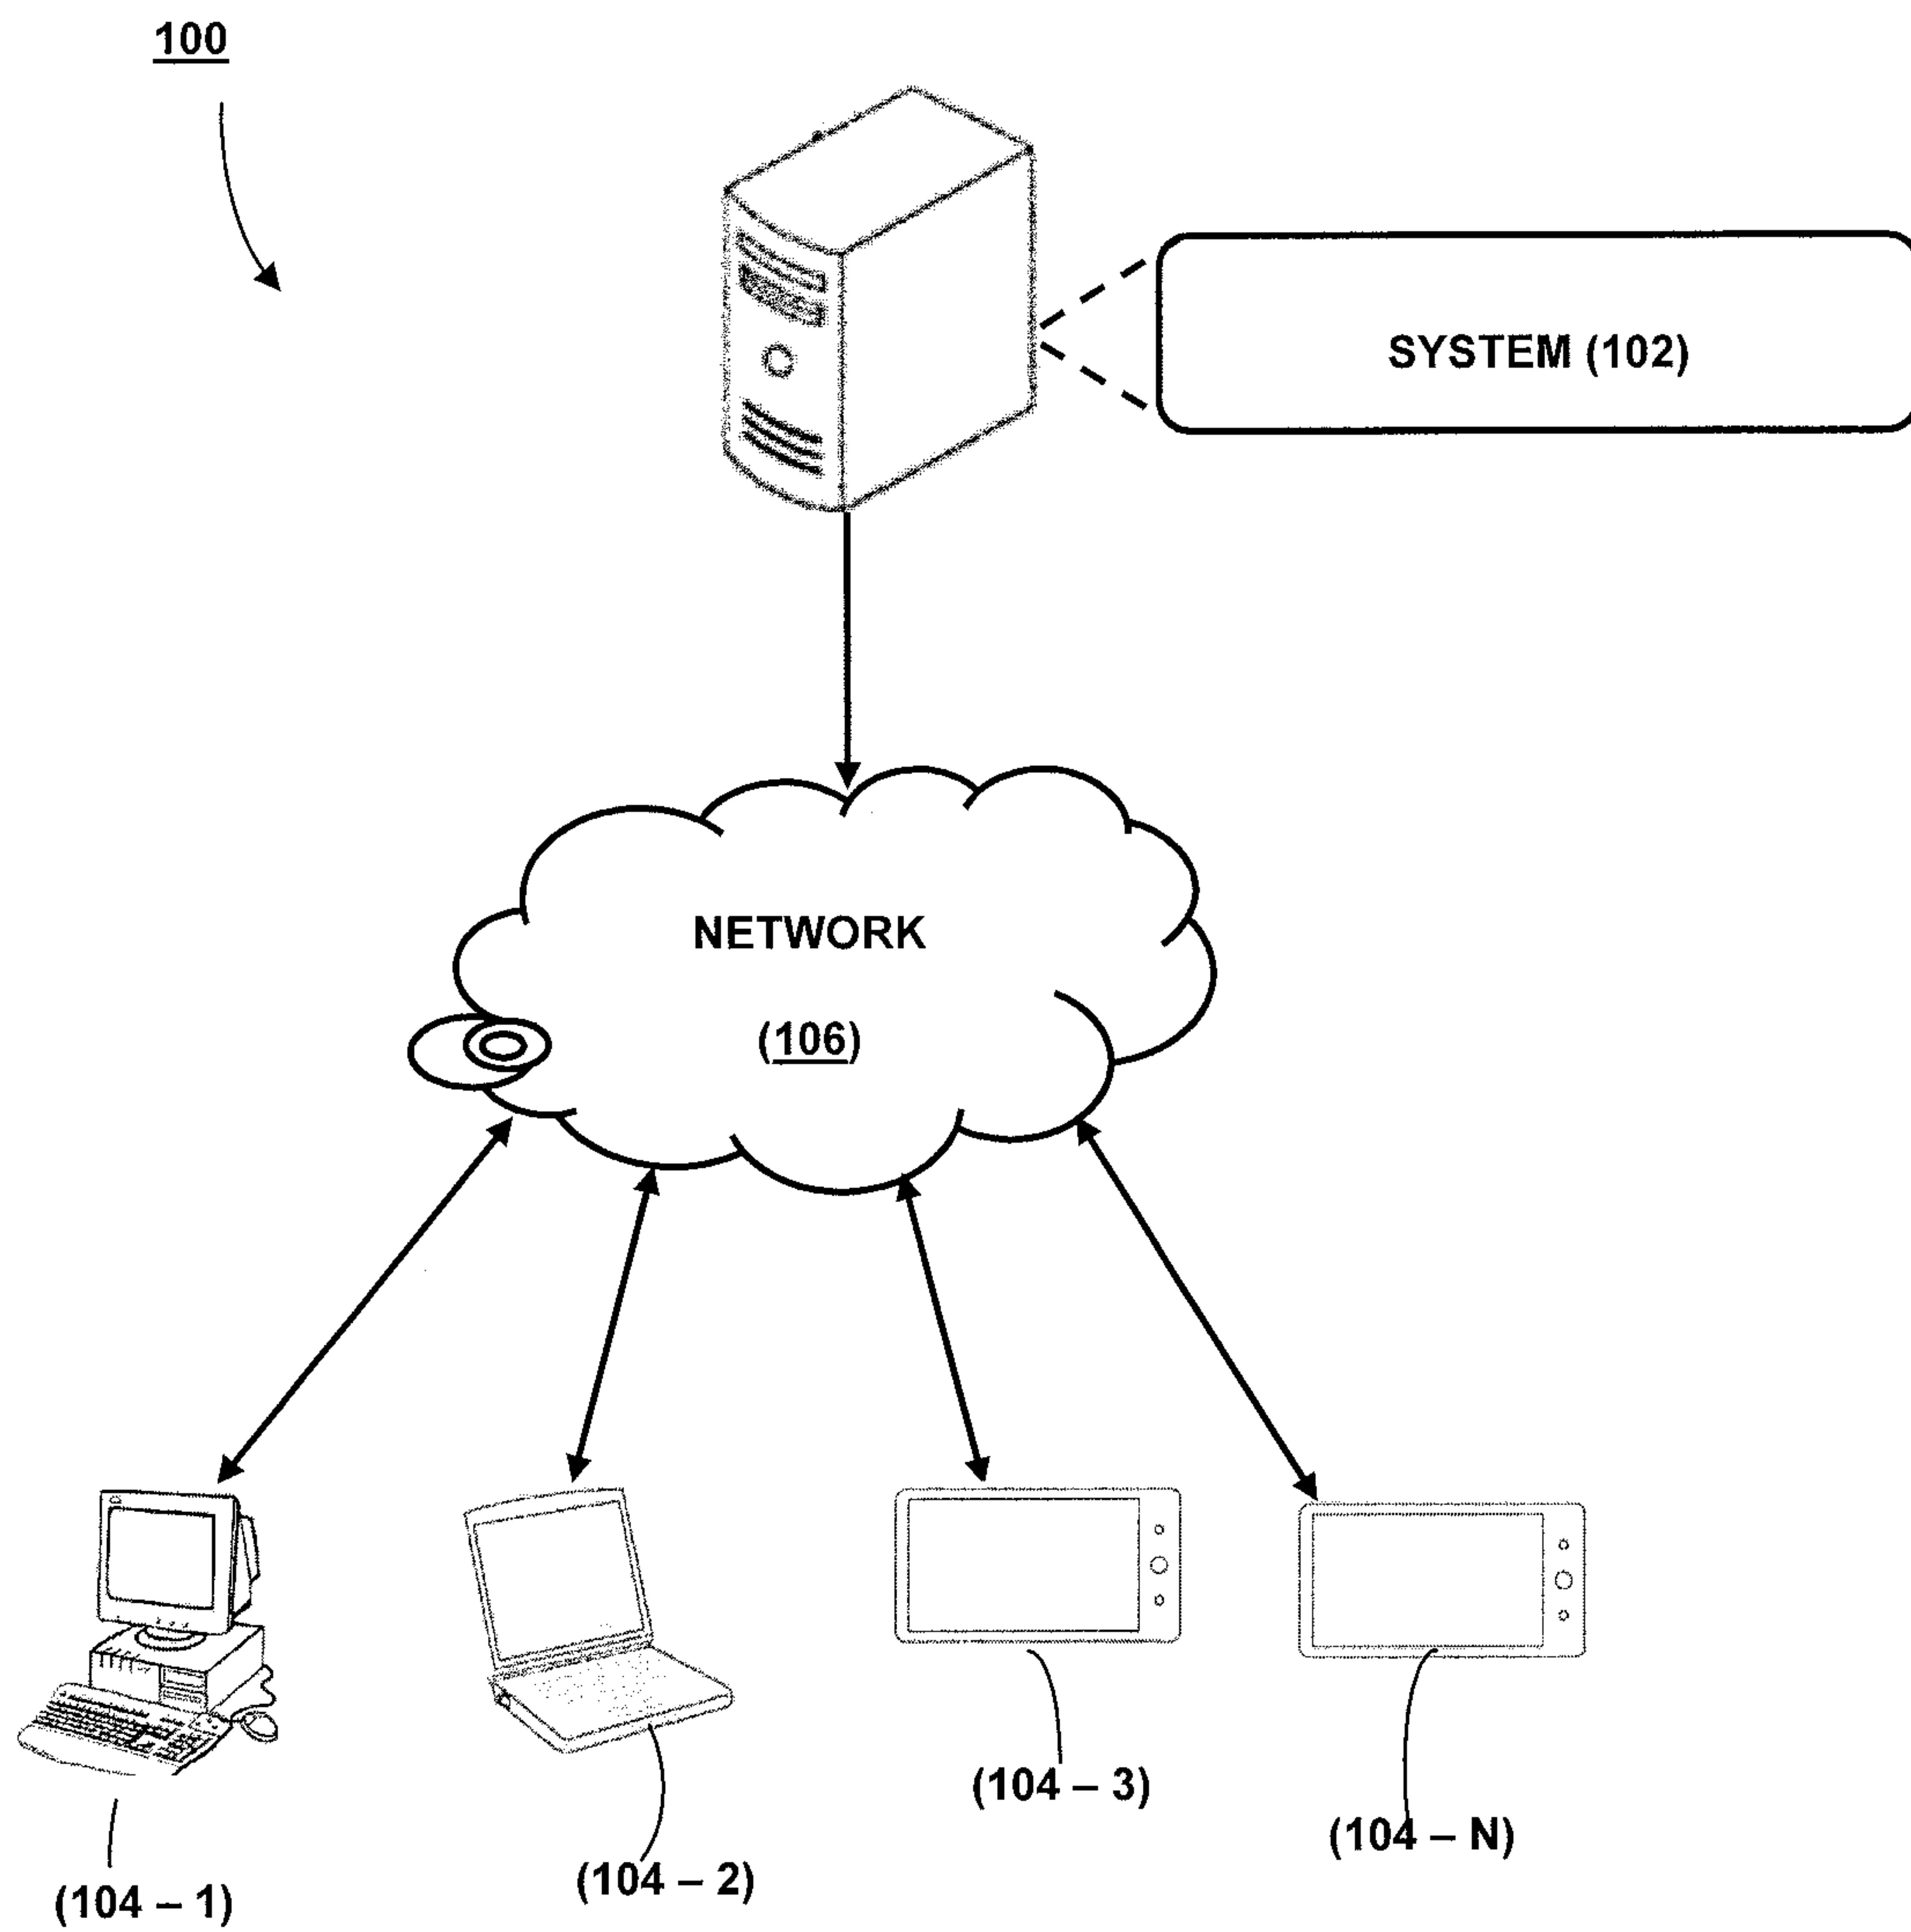 100
SYSTEM (102)
NETWORK
(106)
(104 – 1)
(104 – 2)
(104 – 3)
(104 – N)